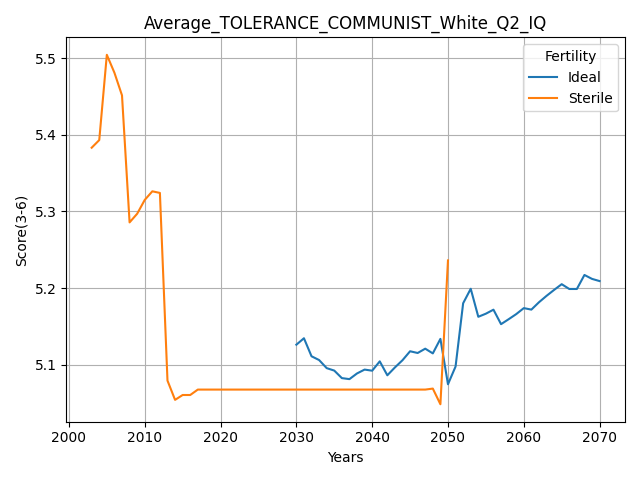 Average_TOLERANCE_COMMUNIST_White_Q2_IQ
Fertility
Ideal
Sterile
Score(3-6)
5.5
5.4
5.3
5.2
5.1
2000 2010 2020 2030 2040 2050 2060 2070
Years